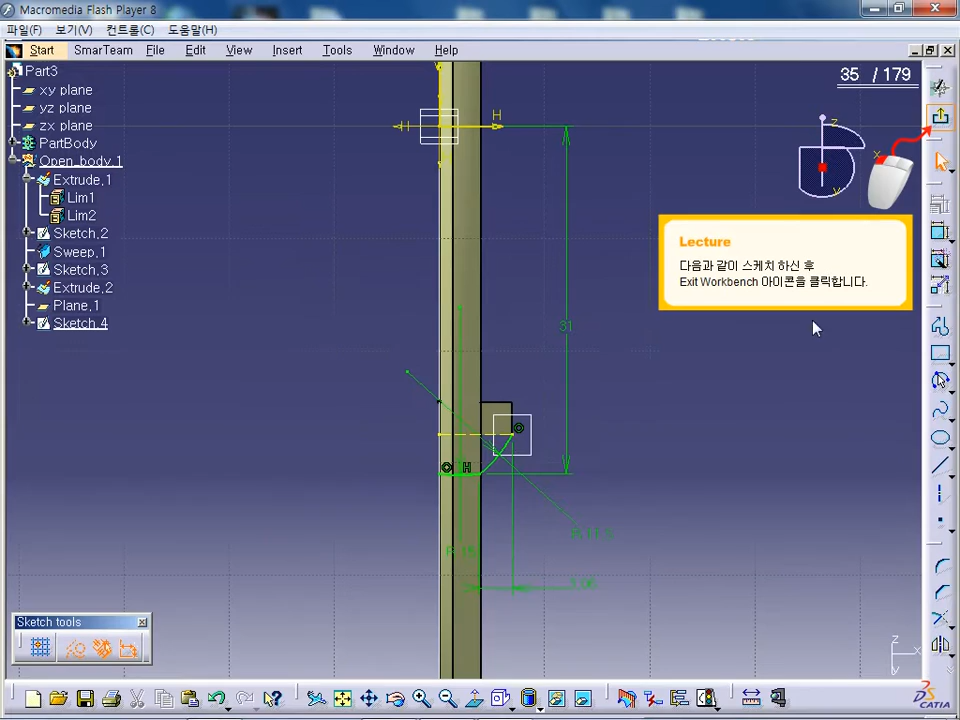 Macromedia Flash Player 8
파일(F) 보기(V) 컨트롤(C) 도움말(H)
Start SmarTeam File Edit View Insert Tools Window Help
Part3
xy plane
yz plane
zx plane
PartBody
Open_body_1
Extrude,1
Lim1
Lim2
Sketch,2
Sweep,1
Sketch,3
Extrude,2
Plane,1
Sketch,4
35 / 179
H
H
z
x
y
Lecture
다음과 같이 스케치 하신 후
Exit Workbench 아이콘을 클릭합니다.
31
H
R 15
Sketch tools
z
x
y
CATIA